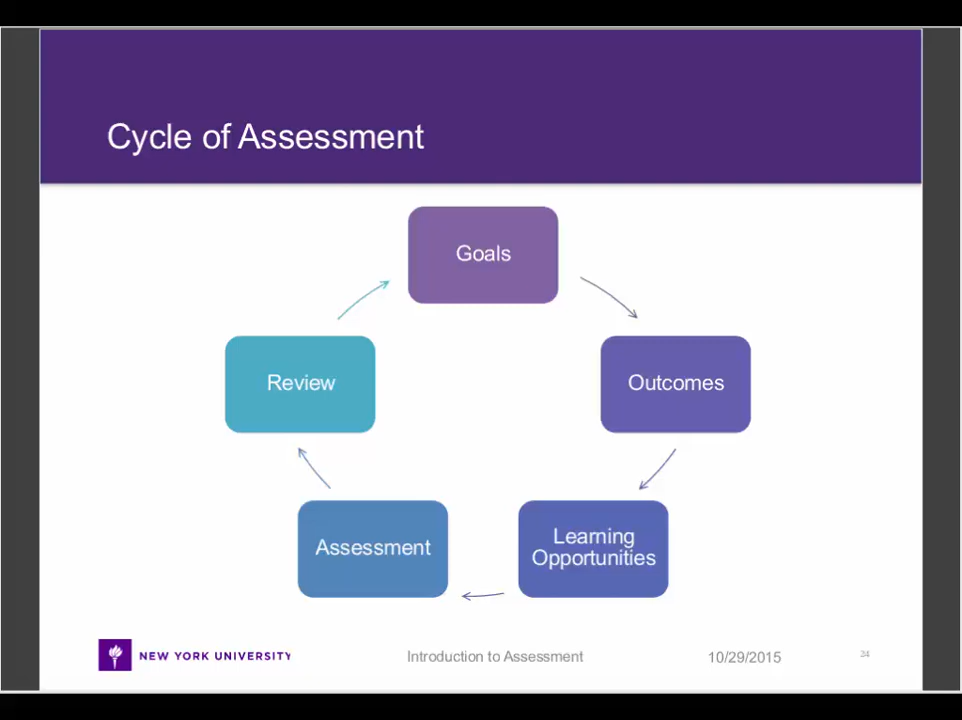 Cycle of Assessment
Goals
Outcomes
Learning
Opportunities
Assessment
Review
NEW YORK UNIVERSITY
Introduction to Assessment
10/29/2015
34